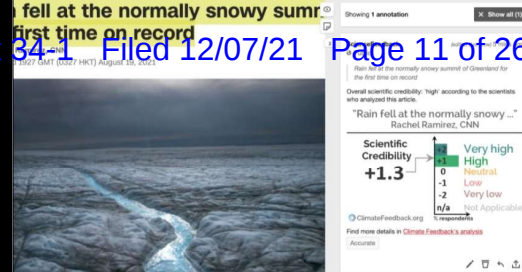 fell at the normally snowy summ
first time on record
34-1 Filed 12/07/21 Page 11 of 26
CNN
1927 GMT (0327 HKT) August 19, 2021
Showing 1 annotation
× Show all (1)
Rain fell at the normally snowy summit of Greenland for
the first time on record
Overall scientific credibility: 'high' according to the scientists
who analyzed this article.
"Rain fell at the normally snowy ..."
Rachel Ramirez, CNN
Scientific
Credibility
+1.3
+2 Very high
+1 High
0 Neutral
-1 Low
-2 Very low
n/a Not Applicable
ClimateFeedback.org
% respondents
Find more details in Climate Feedback's analysis
Accurate